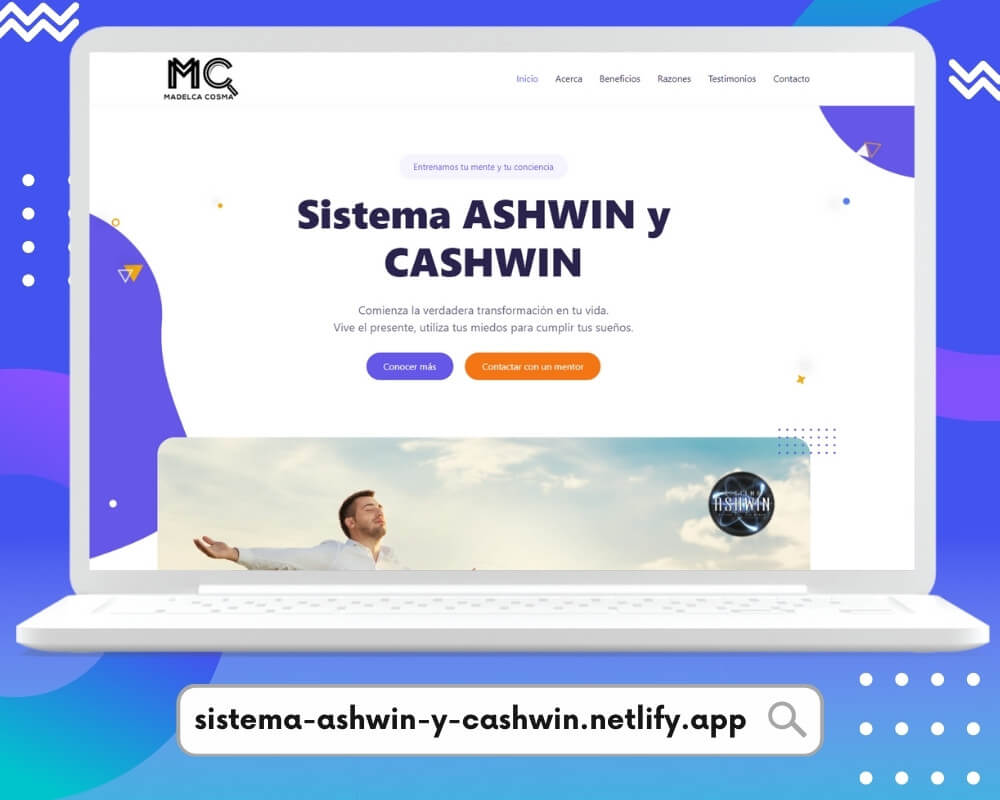 MC
MADELCA COSMA
Inicio Acerca Beneficios Razones Testimonios Contacto
Entrenamos tu mente y tu conciencia
Sistema ASHWIN y
CASHWIN
Comienza la verdadera transformación en tu vida.
Vive el presente, utiliza tus miedos para cumplir tus sueños.
Conocer más Contactar con un mentor
SISTEMA
ASHWIN
sistema-ashwin-y-cashwin.netlify.app